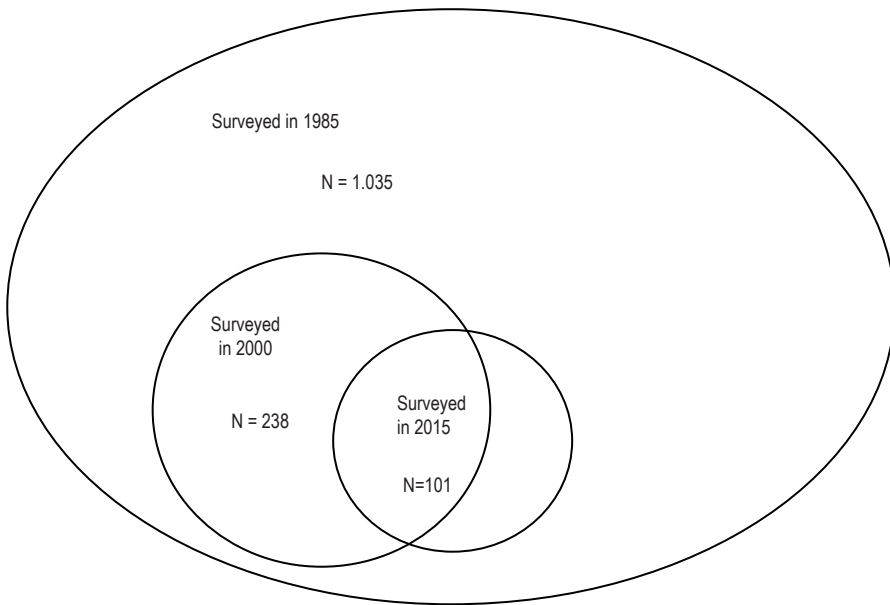 Surveyed in 1985
N = 1.035
Surveyed
in 2000
N = 238
Surveyed
in 2015
N=101